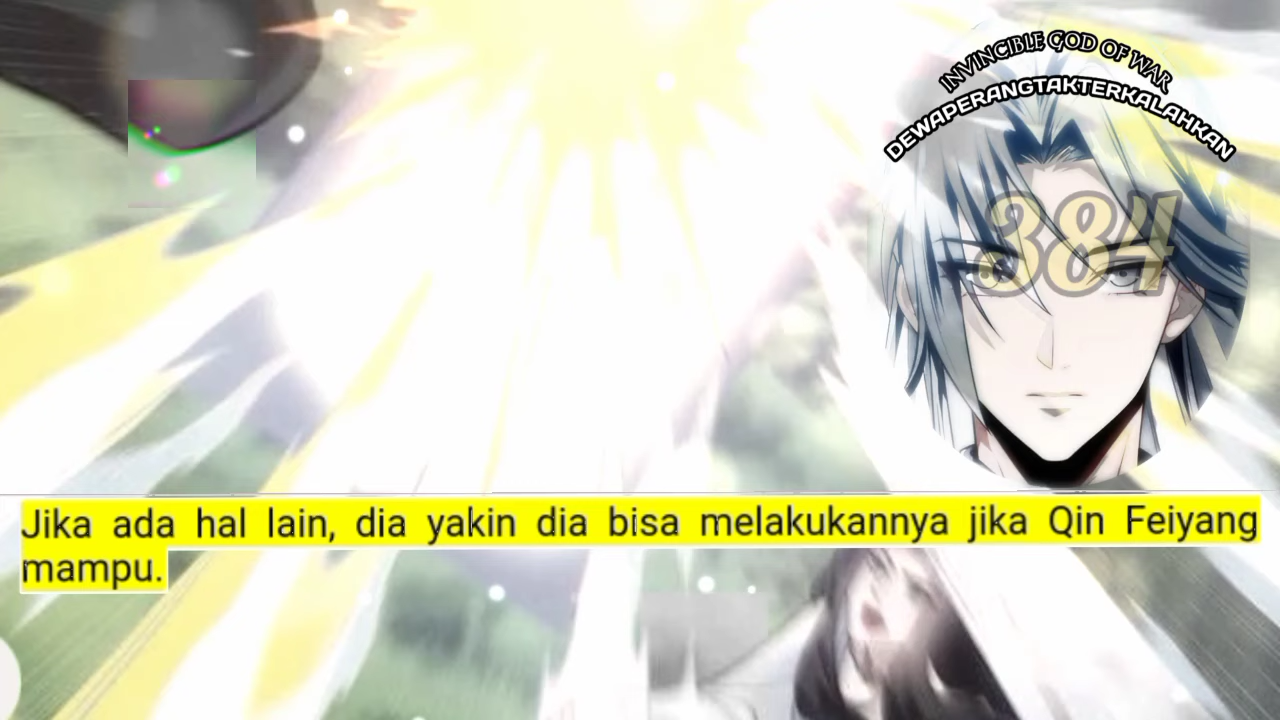 INVINCIBLE GOD OF WAR
DEWAPERANGTAKTERKALAHKAN
384
Jika ada hal lain, dia yakin dia bisa melakukannya jika Qin Feiyang
mampu.